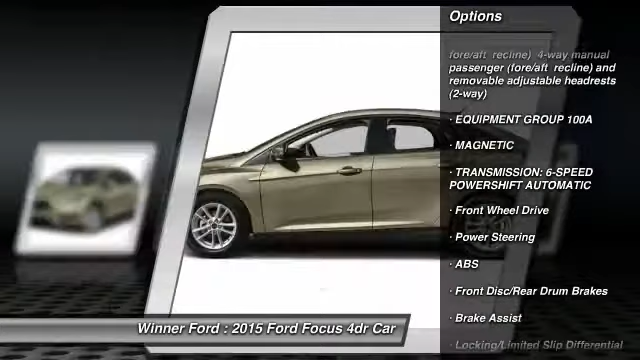 Options
fore/aft recline) 4-way manual
passenger (fore/aft recline) and
removable adjustable headrests
(2-way)
· EQUIPMENT GROUP 100A
· MAGNETIC
· TRANSMISSION: 6-SPEED
POWERSHIFT AUTOMATIC
· Front Wheel Drive
· Power Steering
· ABS
· Front Disc/Rear Drum Brakes
· Brake Assist
· Locking/Limited Slip Differential
Winner Ford : 2015 Ford Focus 4dr Car